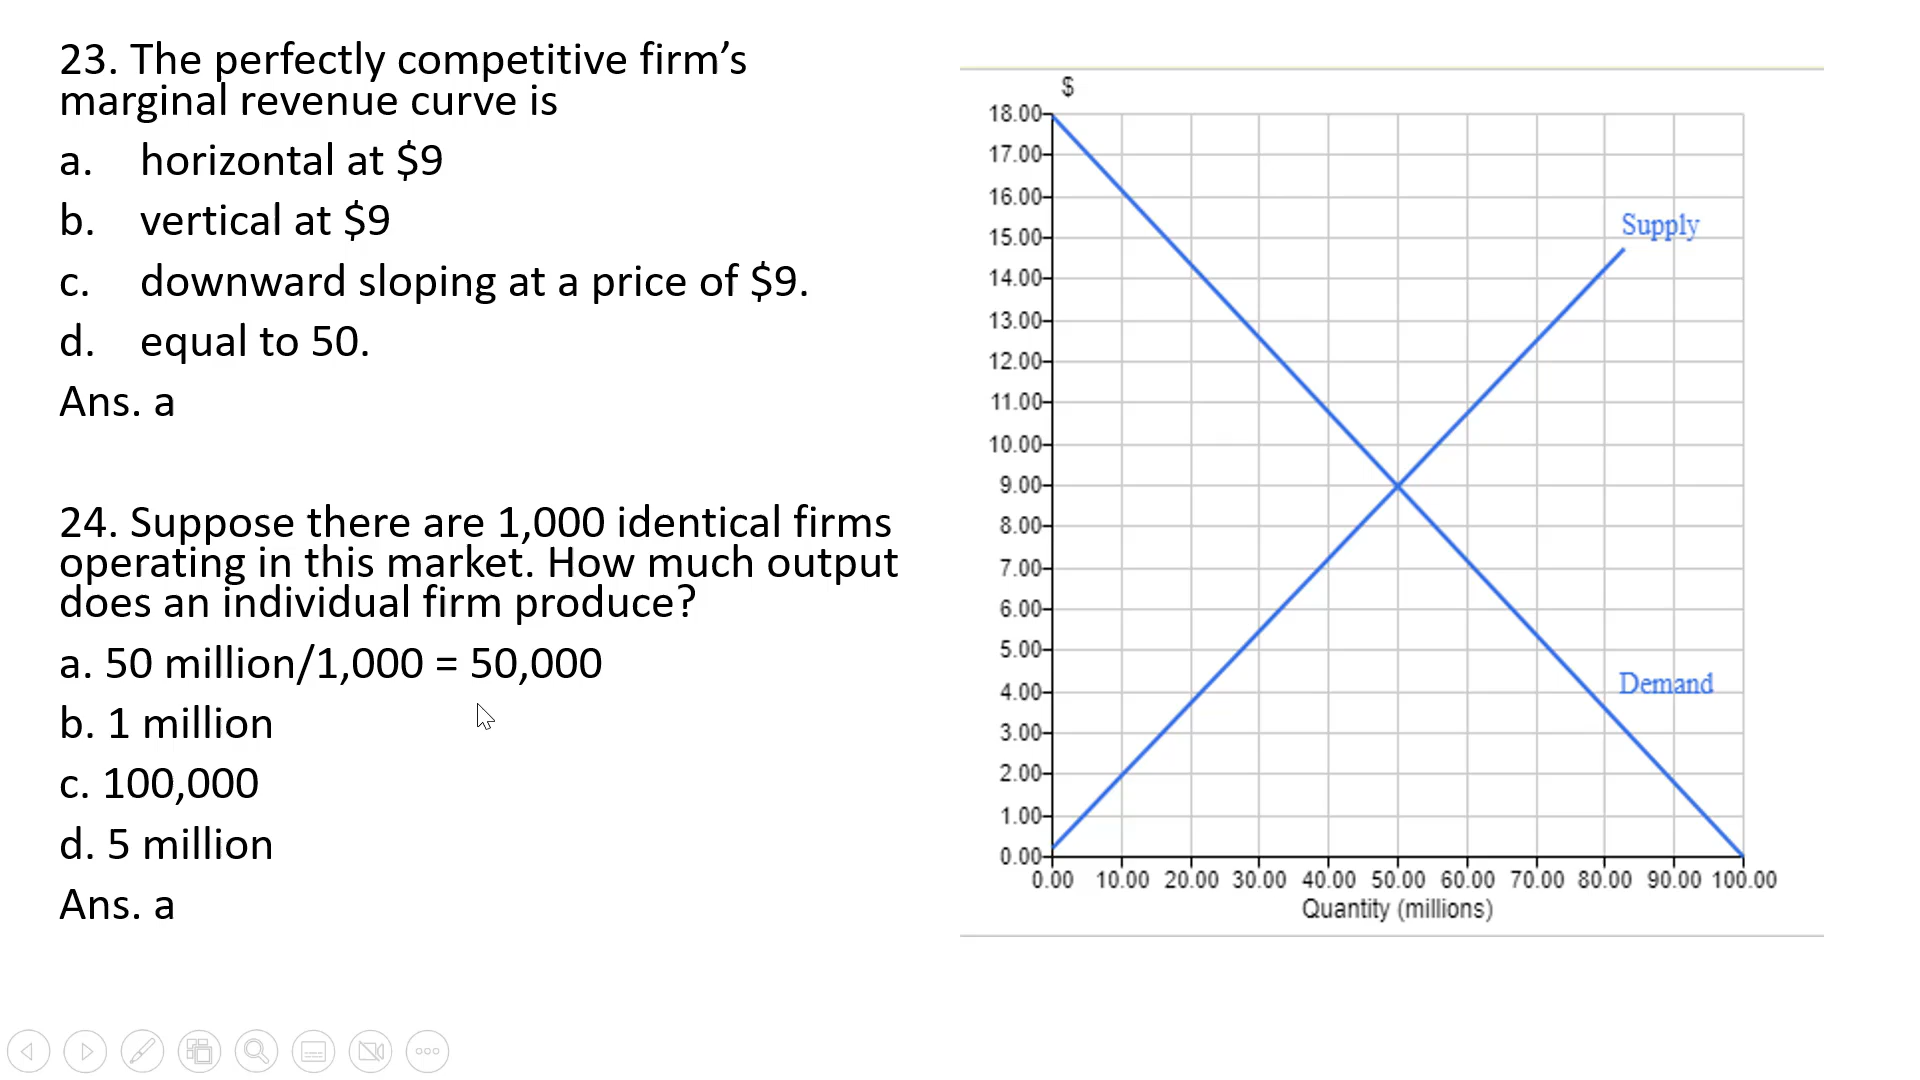 23. The perfectly competitive firm’s
marginal revenue curve is
a. horizontal at $9
b. vertical at $9
c. downward sloping at a price of $9.
d. equal to 50.
Ans. a
24. Suppose there are 1,000 identical firms
operating in this market. How much output
does an individual firm produce?
a. 50 million/1,000 = 50,000
b. 1 million
c. 100,000
d. 5 million
Ans. a
$
18.00
17.00
16.00
15.00
14.00
13.00
12.00
11.00
10.00
9.00
8.00
7.00
6.00
5.00
4.00
3.00
2.00
1.00
0.00
Supply
Demand
0.00 10.00 20.00 30.00 40.00 50.00 60.00 70.00 80.00 90.00 100.00
Quantity (millions)